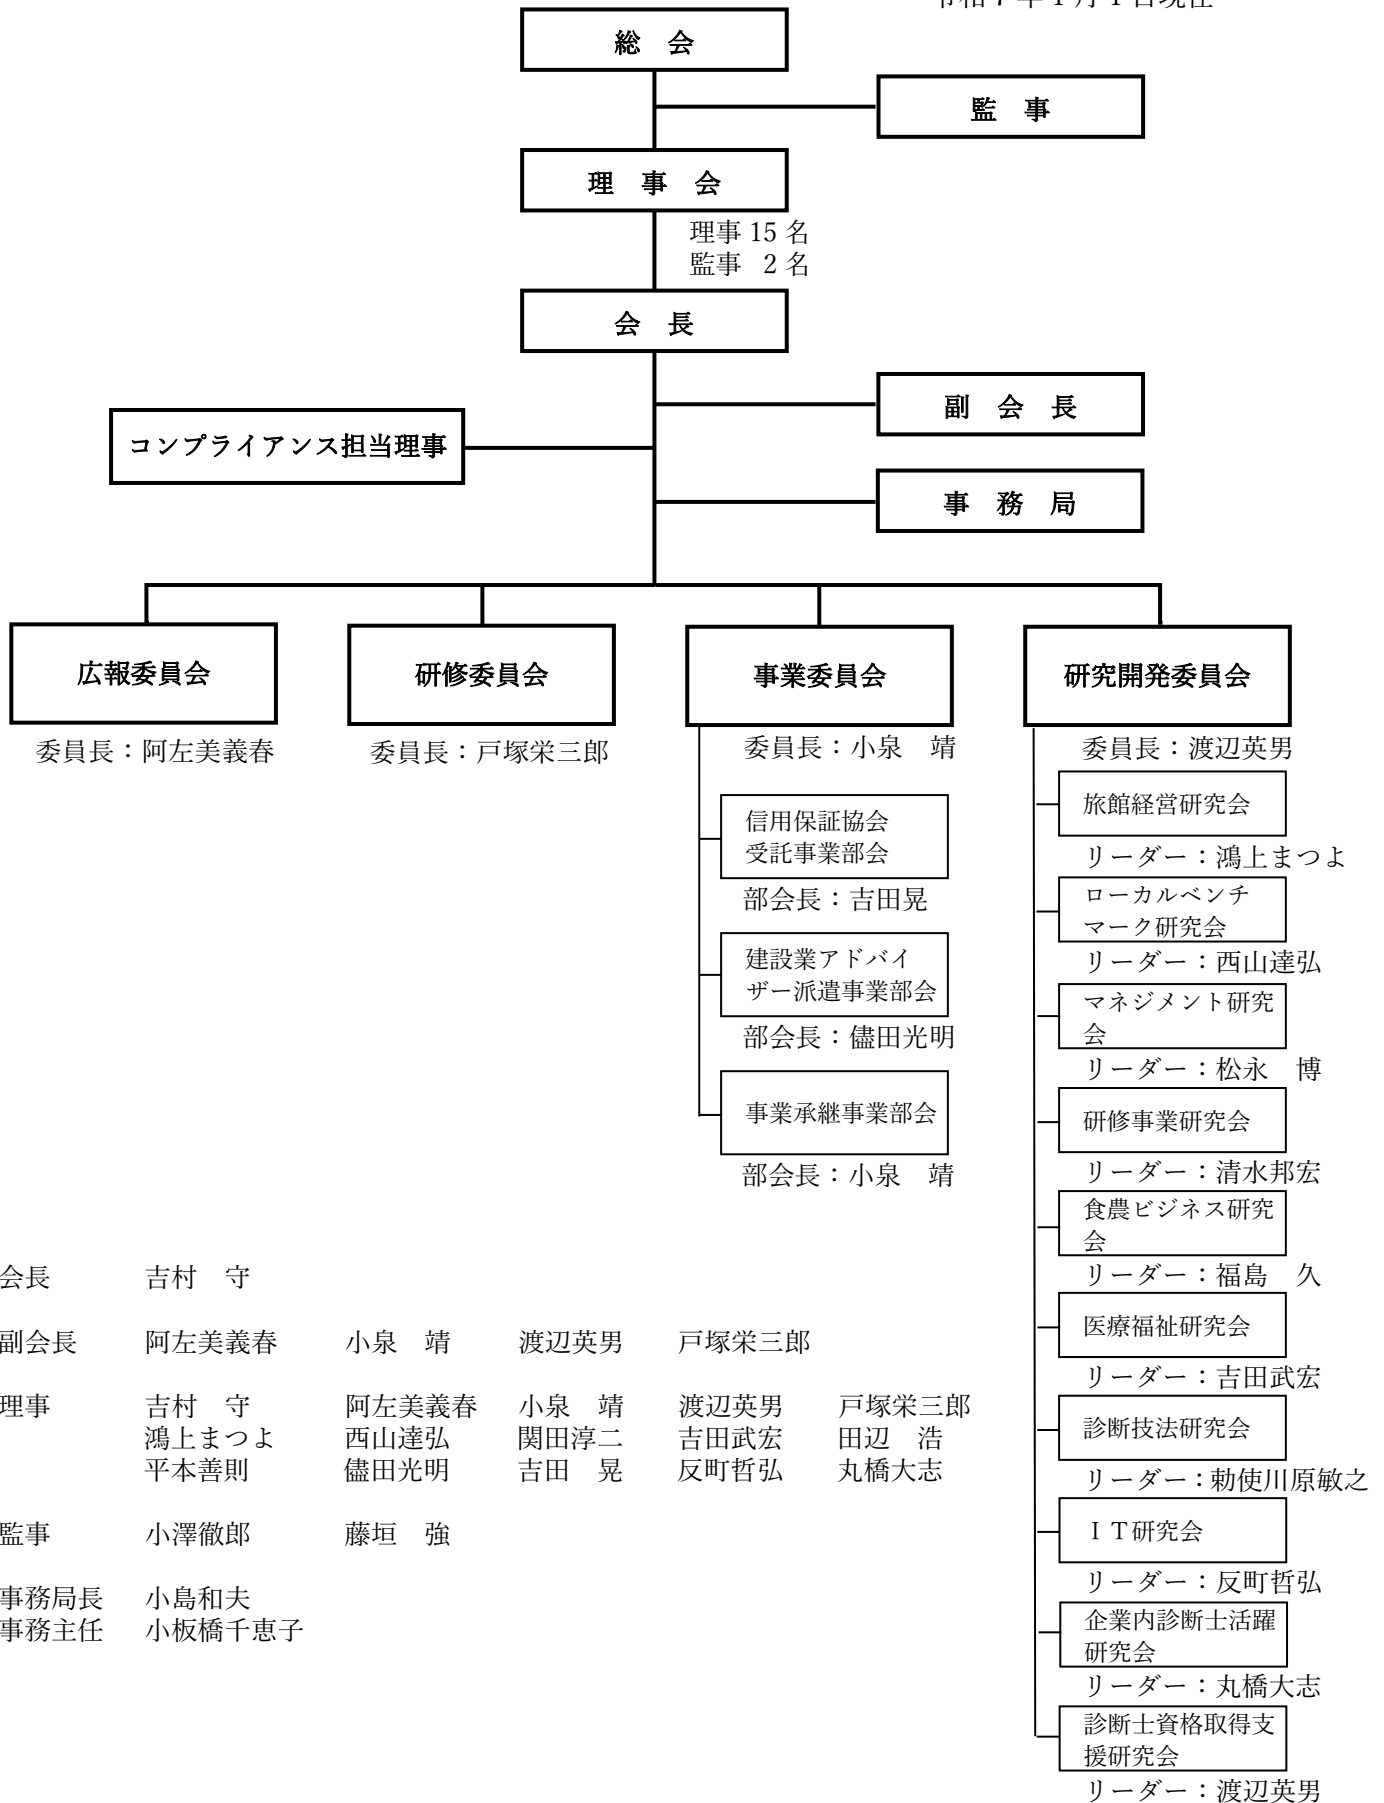 令和７年１月１日現在
総　会
監　事
理　事　会
理事 15 名
監事　2 名
会　長
副　会　長
コンプライアンス担当理事
事　務　局
広報委員会
委員長：阿左美義春
研修委員会
委員長：戸塚栄三郎
事業委員会
委員長：小泉　靖
信用保証協会
受託事業部会
部会長：吉田晃
建設業アドバイ
ザー派遣事業部会
部会長：儘田光明
事業承継事業部会
部会長：小泉　靖
研究開発委員会
委員長：渡辺英男
旅館経営研究会
リーダー：鴻上まつよ
ローカルベンチ
マーク研究会
リーダー：西山達弘
マネジメント研究
会
リーダー：松永　博
研修事業研究会
リーダー：清水邦宏
食農ビジネス研究
会
リーダー：福島　久
医療福祉研究会
リーダー：吉田武宏
診断技法研究会
リーダー：勅使川原敏之
ＩＴ研究会
リーダー：反町哲弘
企業内診断士活躍
研究会
リーダー：丸橋大志
診断士資格取得支
援研究会
リーダー：渡辺英男
会長　吉村　守
副会長　阿左美義春　小泉　靖　渡辺英男　戸塚栄三郎
理事　吉村　守　阿左美義春　小泉　靖　渡辺英男　戸塚栄三郎
鴻上まつよ　西山達弘　関田淳二　吉田武宏　田辺　浩
平本善則　儘田光明　吉田　晃　反町哲弘　丸橋大志
監事　小澤徹郎　藤垣　強
事務局長　小島和夫
事務主任　小板橋千恵子